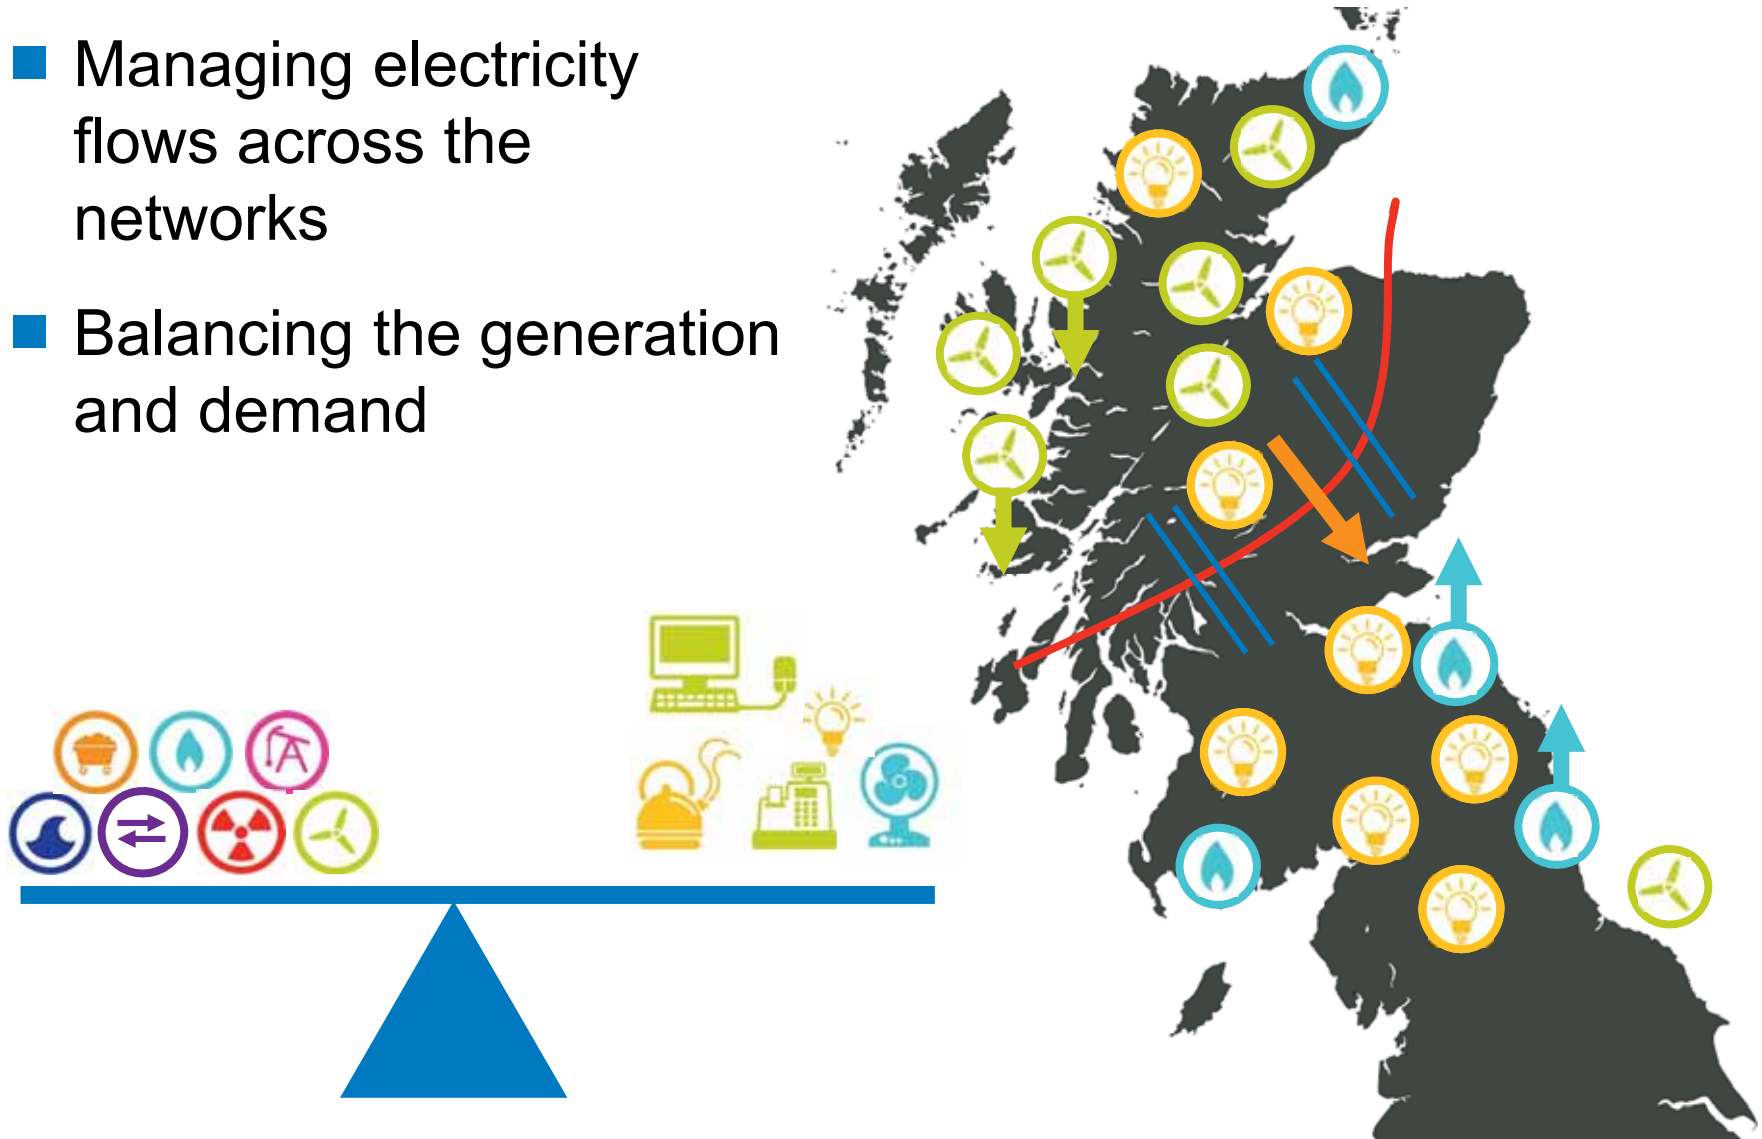 Managing electricity
flows across the
networks
Balancing the generation
and demand